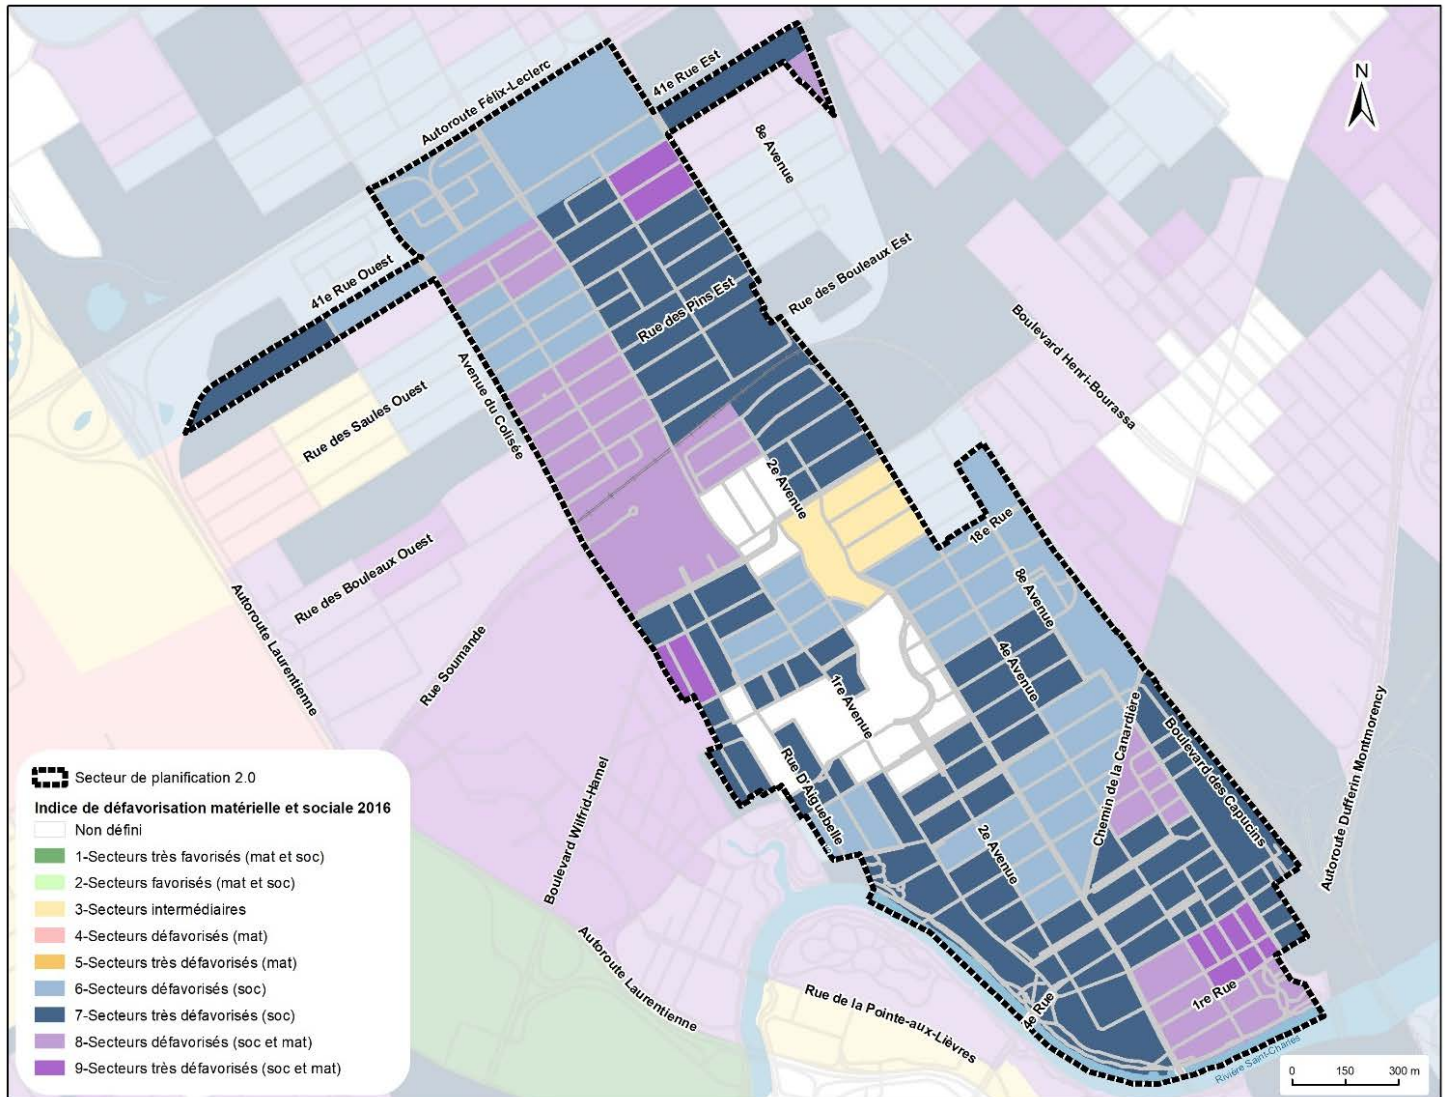 41e Rue Est
N
Autoroute Félix-Leclerc
8e Avenue
41e Rue Ouest
Rue des Bouleaux Est
Rue des Pins Est
Boulevard Henri-Bourassa
Avenue du Colisée
Rue des Saules Ouest
2e Avenue
18e Rue
Rue des Bouleaux Ouest
8e Avenue
Autoroute Laurentienne
4e Avenue
Rue Soumande
1re Avenue
Chemin de la Canardière
Boulevard des Capucins
Autoroute Dufferin Montmorency
Rue D'Aiguebelle
Boulevard Wilfrid-Hamel
2e Avenue
Autoroute Laurentienne
Rue de la Pointe-aux-Lièvres
4e Rue
1re Rue
Rivière Saint-Charles
Secteur de planification 2.0
Indice de défavorisation matérielle et sociale 2016
Non défini
1-Secteurs très favorisés (mat et soc)
2-Secteurs favorisés (mat et soc)
3-Secteurs intermédiaires
4-Secteurs défavorisés (mat)
5-Secteurs très défavorisés (mat)
6-Secteurs défavorisés (soc)
7-Secteurs très défavorisés (soc)
8-Secteurs défavorisés (soc et mat)
9-Secteurs très défavorisés (soc et mat)
0 150 300 m